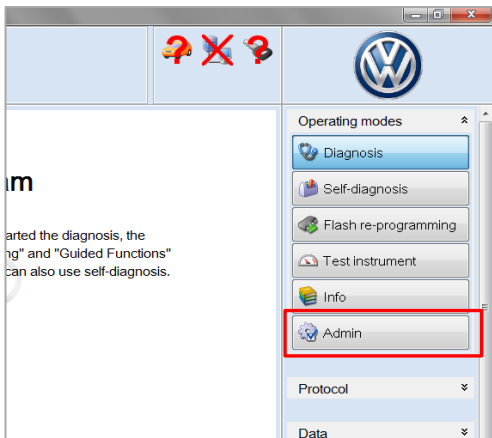 Operating modes
Diagnosis
am
Self-diagnosis
Flash re-programming
arted the diagnosis, the
ng" and "Guided Functions"
can also use self-diagnosis.
Test instrument
Info
Admin
Protocol
Data